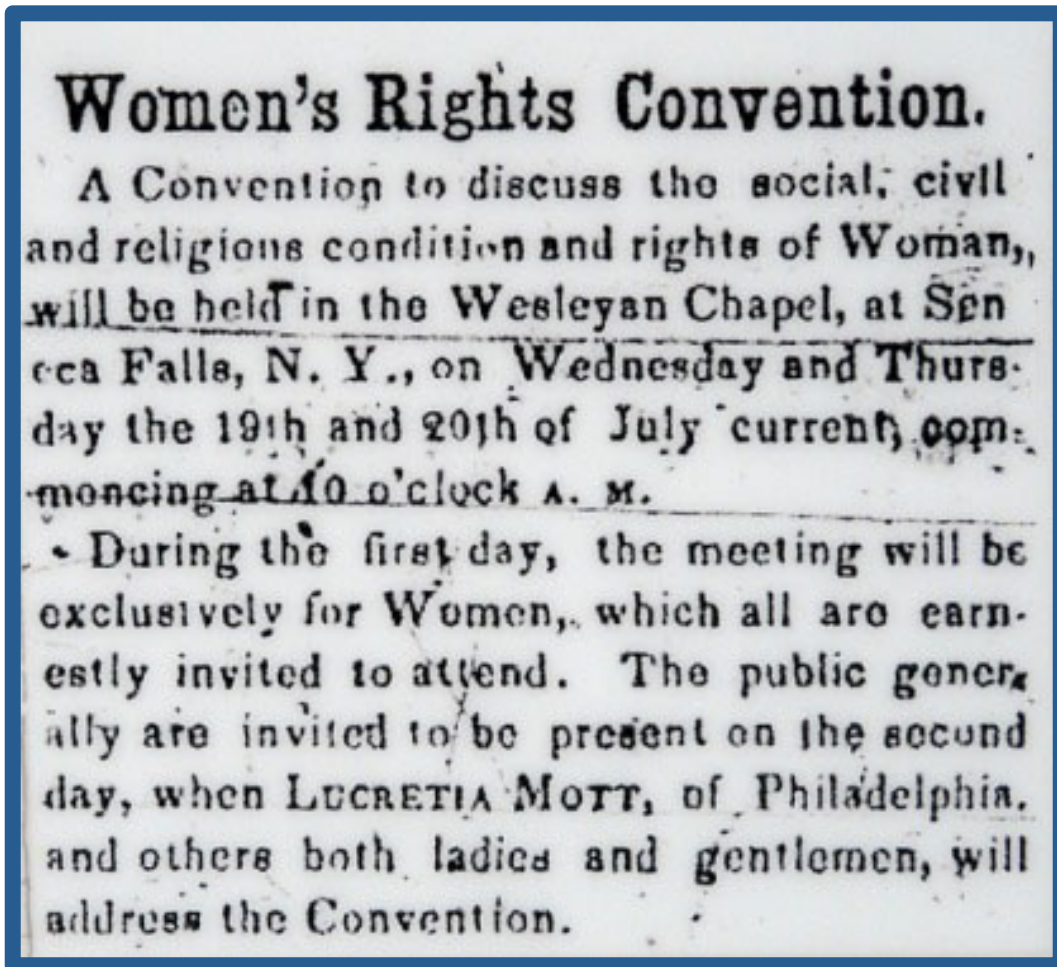 Women's Rights Convention.
A Convention to discuss the social, civil
and religious condition and rights of Woman,
will be held in the Wesleyan Chapel, at Sen
eca Falls, N. Y., on Wednesday and Thurs-
day the 19th and 20th of July current, com-
mencing at 10 o'clock A. M.
During the first day, the meeting will be
exclusively for Women, which all are earn-
estly invited to attend. The public gener-
ally are invited to be present on the second
day, when LUCRETIA MOTT, of Philadelphia,
and others both ladies and gentlemen, will
address the Convention.